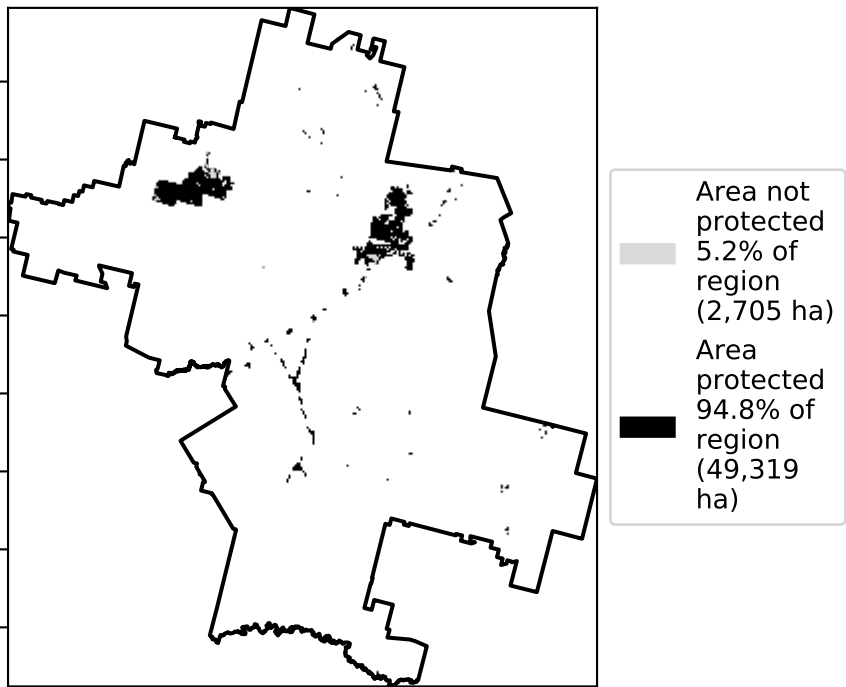 Area not
protected
5.2% of
region
(2,705 ha)
Area
protected
94.8% of
region
(49,319
ha)